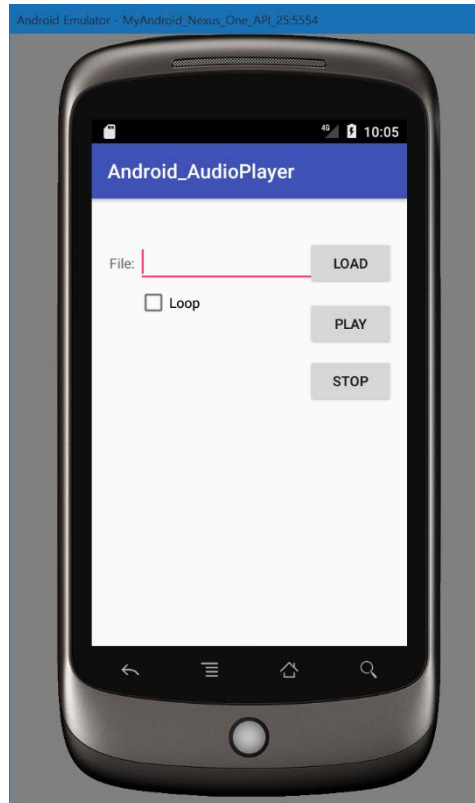 Android Emulator - MyAndroid_Nexus_One_API_25:5554
4G 10:05
Android_AudioPlayer
File: LOAD
Loop
PLAY
STOP